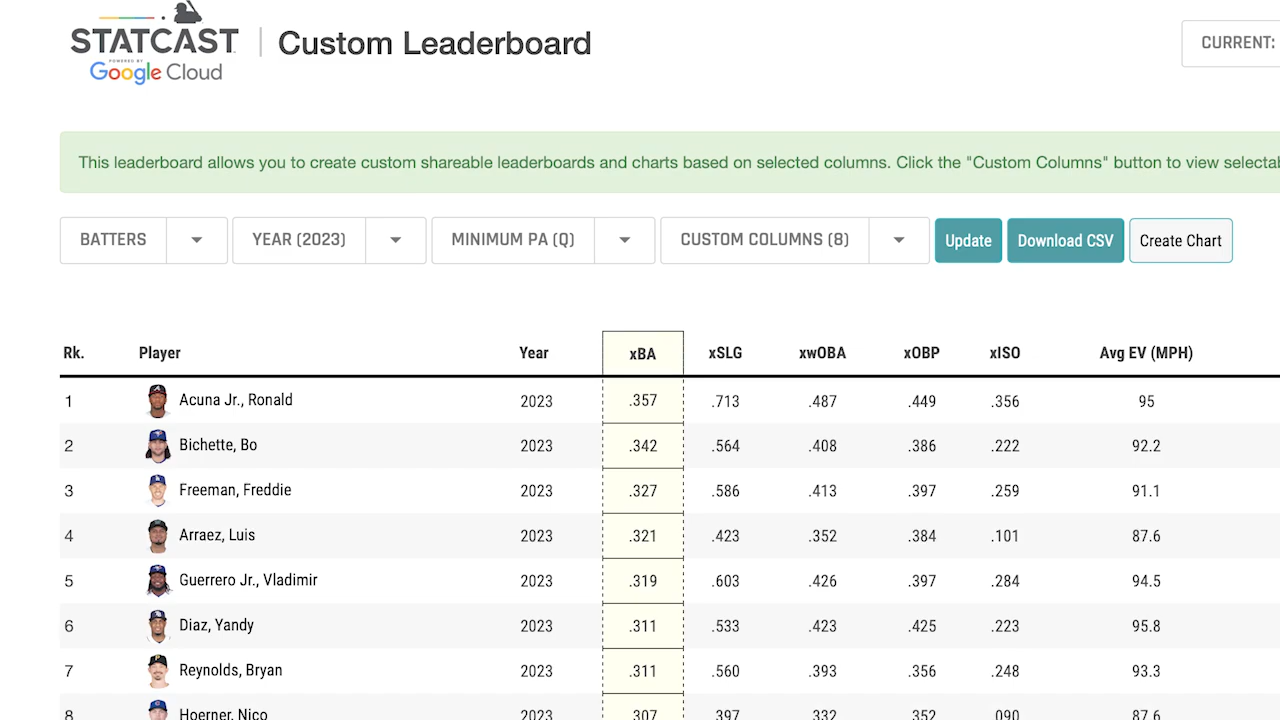 STATCAST
POWERED BY
Google Cloud
Custom Leaderboard
CURRENT:
This leaderboard allows you to create custom shareable leaderboards and charts based on selected columns. Click the "Custom Columns" button to view
BATTERS YEAR (2023) MINIMUM PA (Q) CUSTOM COLUMNS (8) Update Download CSV Create Chart
Rk. Player Year xBA xSLG xwOBA xOBP xISO Avg EV (MPH)
1 Acuna Jr., Ronald 2023 .357 .713 .487 .449 .356 95
2 Bichette, Bo 2023 .342 .564 .408 .386 .222 92.2
3 Freeman, Freddie 2023 .327 .586 .413 .397 .259 91.1
4 Arraez, Luis 2023 .321 .423 .352 .384 .101 87.6
5 Guerrero Jr., Vladimir 2023 .319 .603 .426 .397 .284 94.5
6 Diaz, Yandy 2023 .311 .533 .423 .425 .223 95.8
7 Reynolds, Bryan 2023 .311 .560 .393 .356 .248 93.3
8 Hoerner, Nico 2023 .307 .397 .332 .352 .090 87.6